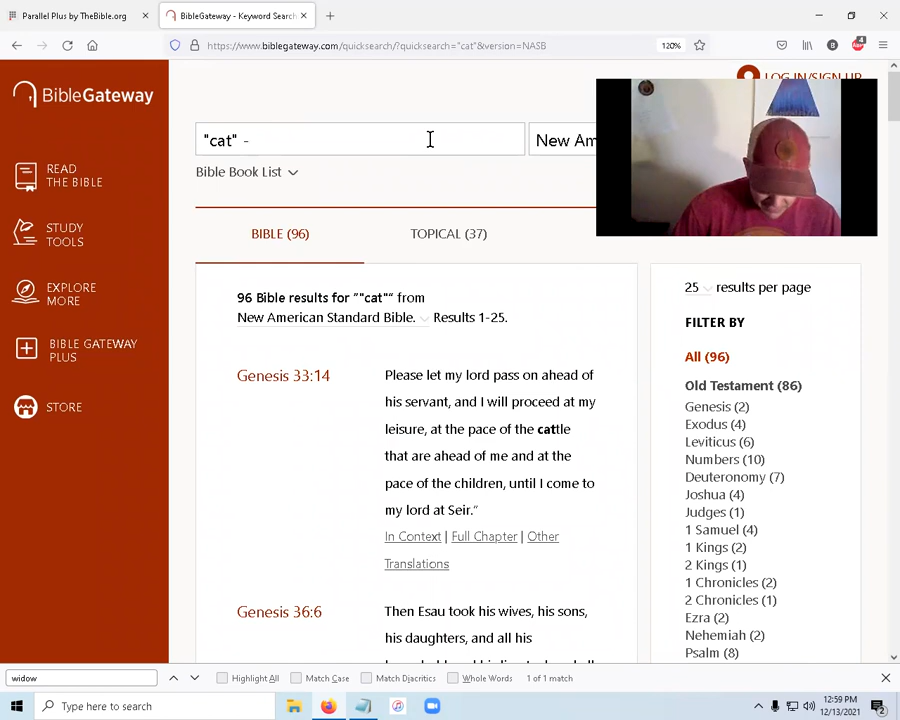 Parallel Plus by TheBible.org
BibleGateway - Keyword Search:
https://www.biblegateway.com/quicksearch/?quicksearch="cat"&version=NASB
120%
LOG IN/SIGN UP
BibleGateway
"cat" -
New Am
READ
THE BIBLE
Bible Book List
STUDY
TOOLS
BIBLE (96)
TOPICAL (37)
EXPLORE
MORE
96 Bible results for ""cat"" from
New American Standard Bible. Results 1-25.
25 results per page
FILTER BY
BIBLE GATEWAY
PLUS
All (96)
STORE
Genesis 33:14
Please let my lord pass on ahead of
his servant, and I will proceed at my
leisure, at the pace of the cattle
that are ahead of me and at the
pace of the children, until I come to
my lord at Seir."
In Context | Full Chapter | Other
Translations
Genesis 36:6
Then Esau took his wives, his sons,
his daughters, and all his
Old Testament (86)
Genesis (2)
Exodus (4)
Leviticus (6)
Numbers (10)
Deuteronomy (7)
Joshua (4)
Judges (1)
1 Samuel (4)
1 Kings (2)
2 Kings (1)
1 Chronicles (2)
2 Chronicles (1)
Ezra (2)
Nehemiah (2)
Psalm (8)
widow
Highlight All
Match Case
Match Diacritics
Whole Words
1 of 1 match
Type here to search
12:59 PM
12/13/2021